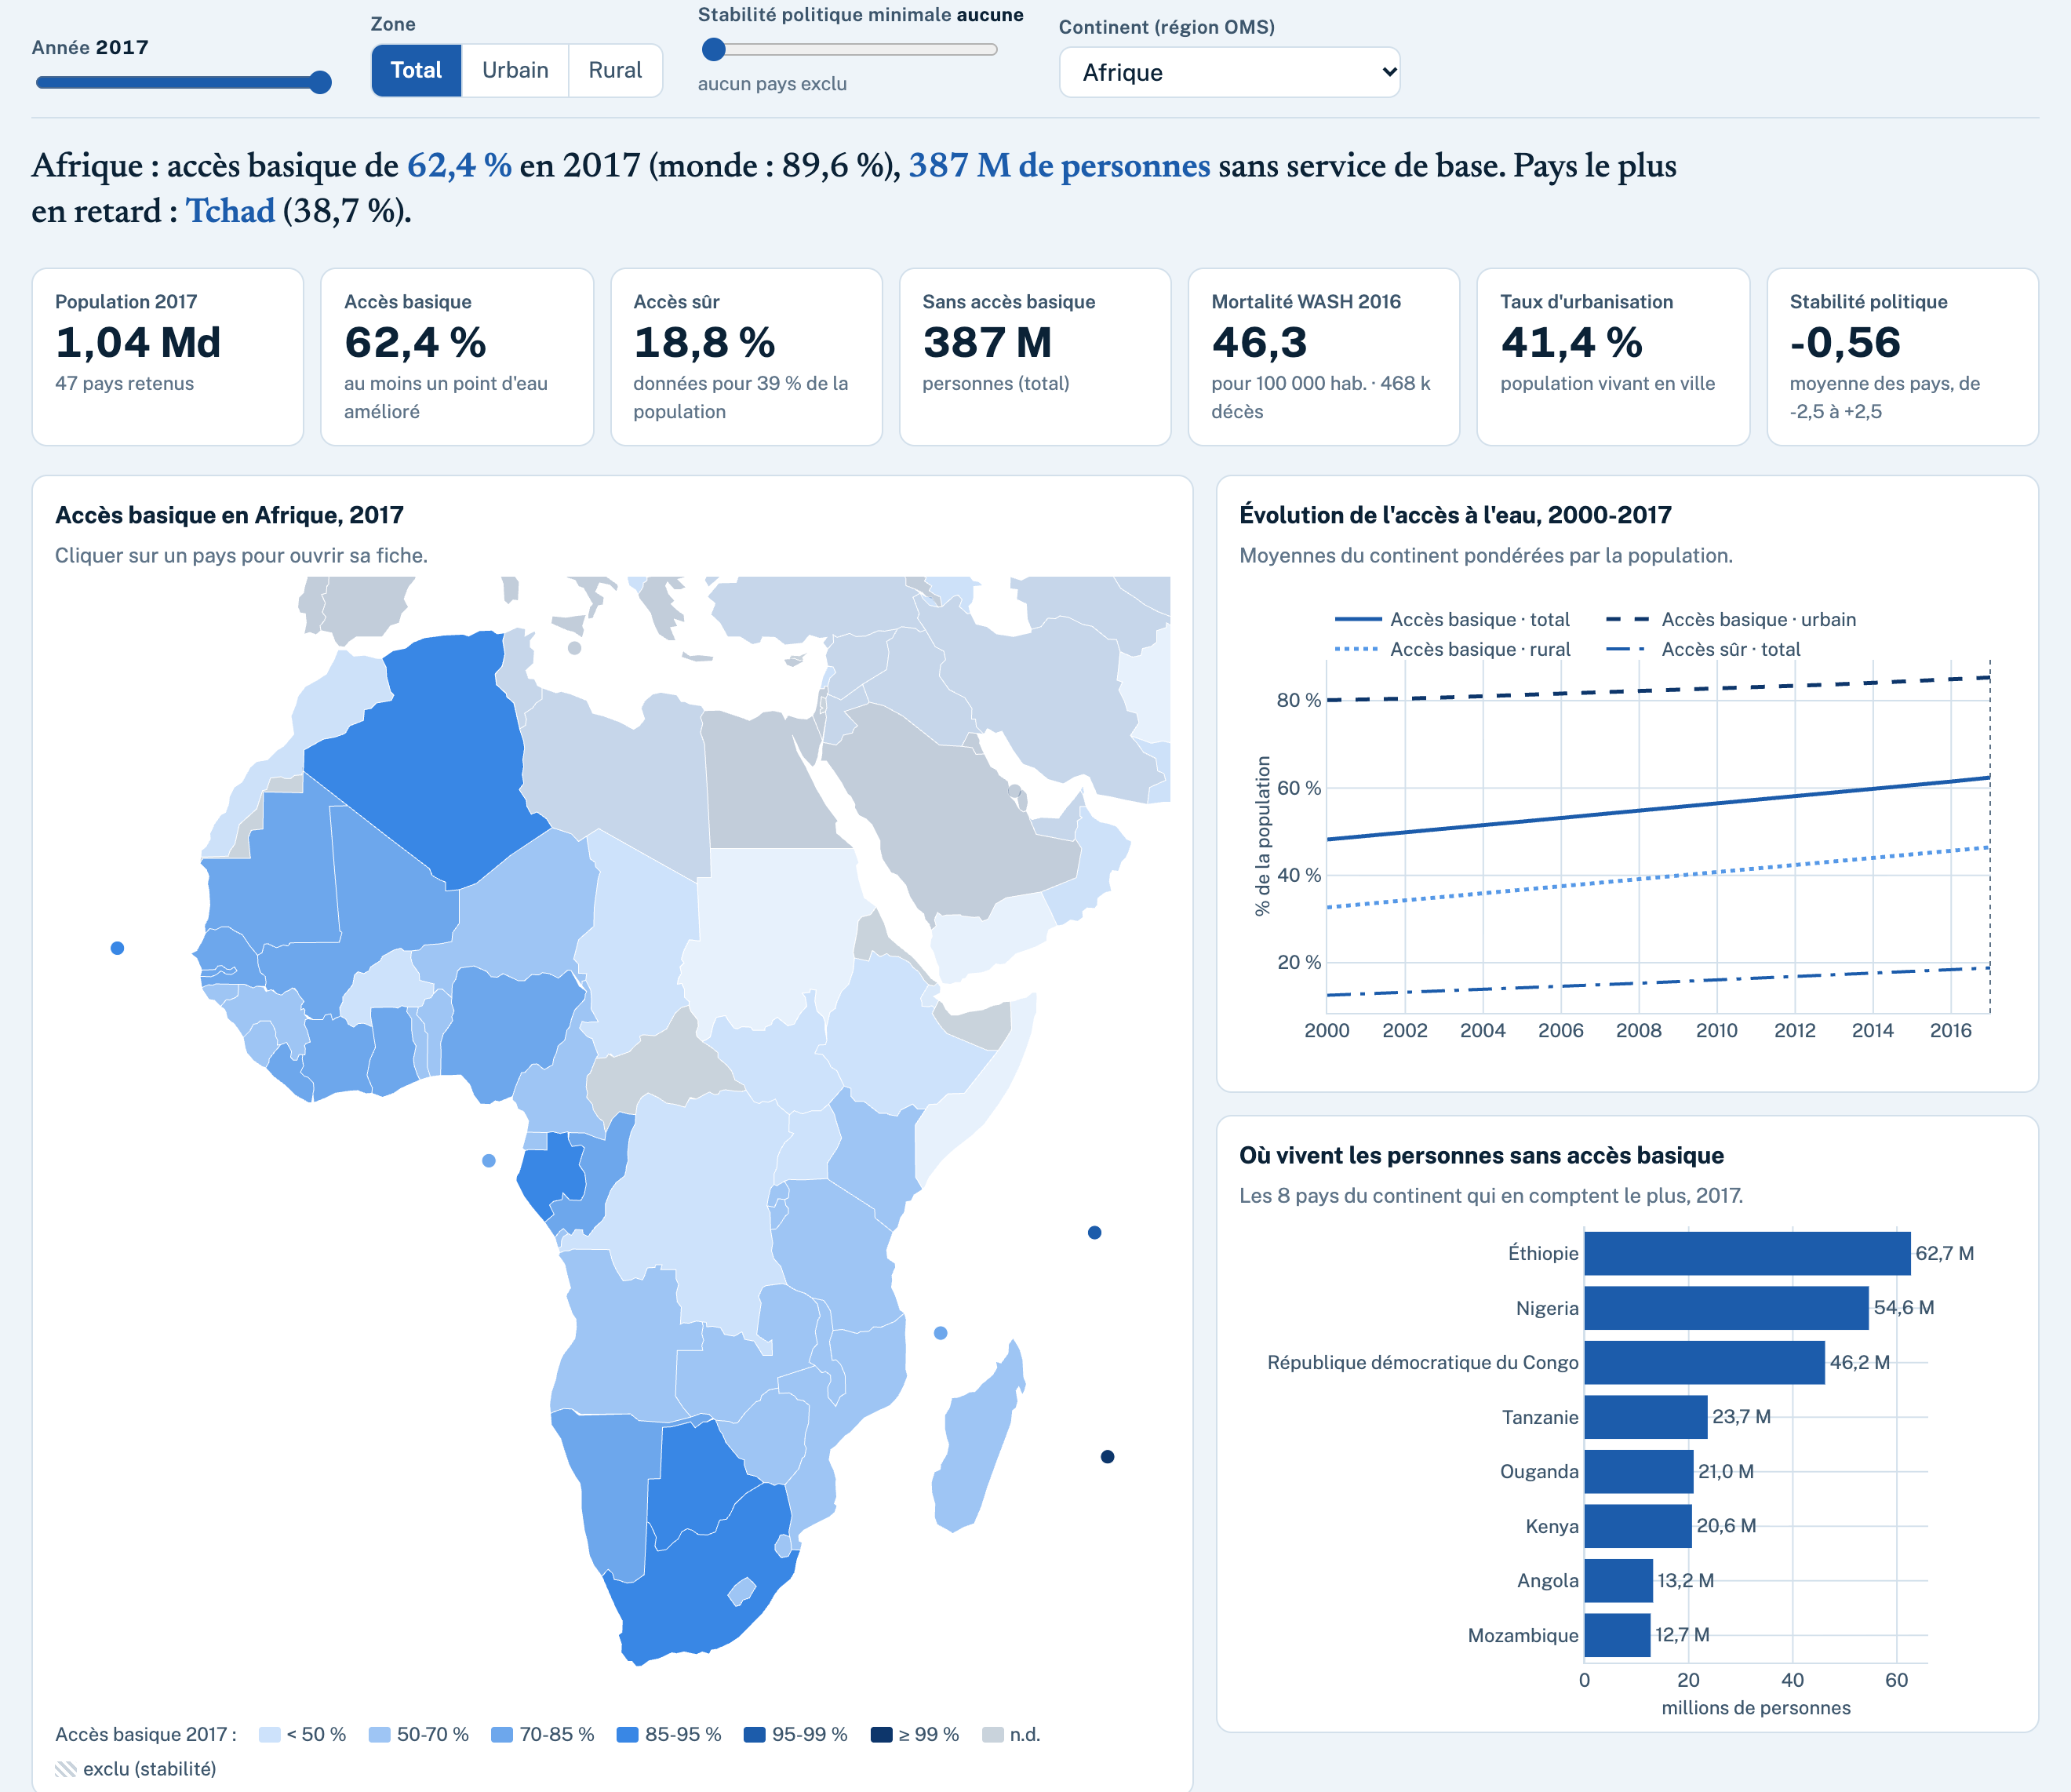 Année 2017
Zone
Total
Urbain
Rural
Stabilité politique minimale aucune
aucun pays exclu
Continent (région OMS)
Afrique
Afrique : accès basique de 62,4 % en 2017 (monde : 89,6 %), 387 M de personnes sans service de base. Pays le plus
en retard : Tchad (38,7 %).
Population 2017
1,04 Md
47 pays retenus
Accès basique
62,4 %
au moins un point d'eau
amélioré
Accès sûr
18,8 %
données pour 39 % de la
population
Sans accès basique
387 M
personnes (total)
Mortalité WASH 2016
46,3
pour 100 000 hab. · 468 k
décès
Taux d'urbanisation
41,4 %
population vivant en ville
Stabilité politique
-0,56
moyenne des pays, de
-2,5 à +2,5
Accès basique en Afrique, 2017
Cliquer sur un pays pour ouvrir sa fiche.
Accès basique 2017 :
< 50 %
50-70 %
70-85 %
85-95 %
95-99 %
≥ 99 %
n.d.
exclu (stabilité)
Évolution de l'accès à l'eau, 2000-2017
Moyennes du continent pondérées par la population.
Accès basique · total
Accès basique · urbain
Accès basique · rural
Accès sûr · total
% de la population
80 %
60 %
40 %
20 %
2000
2002
2004
2006
2008
2010
2012
2014
2016
Où vivent les personnes sans accès basique
Les 8 pays du continent qui en comptent le plus, 2017.
Éthiopie 62,7 M
Nigeria 54,6 M
République démocratique du Congo 46,2 M
Tanzanie 23,7 M
Ouganda 21,0 M
Kenya 20,6 M
Angola 13,2 M
Mozambique 12,7 M
0
20
40
60
millions de personnes